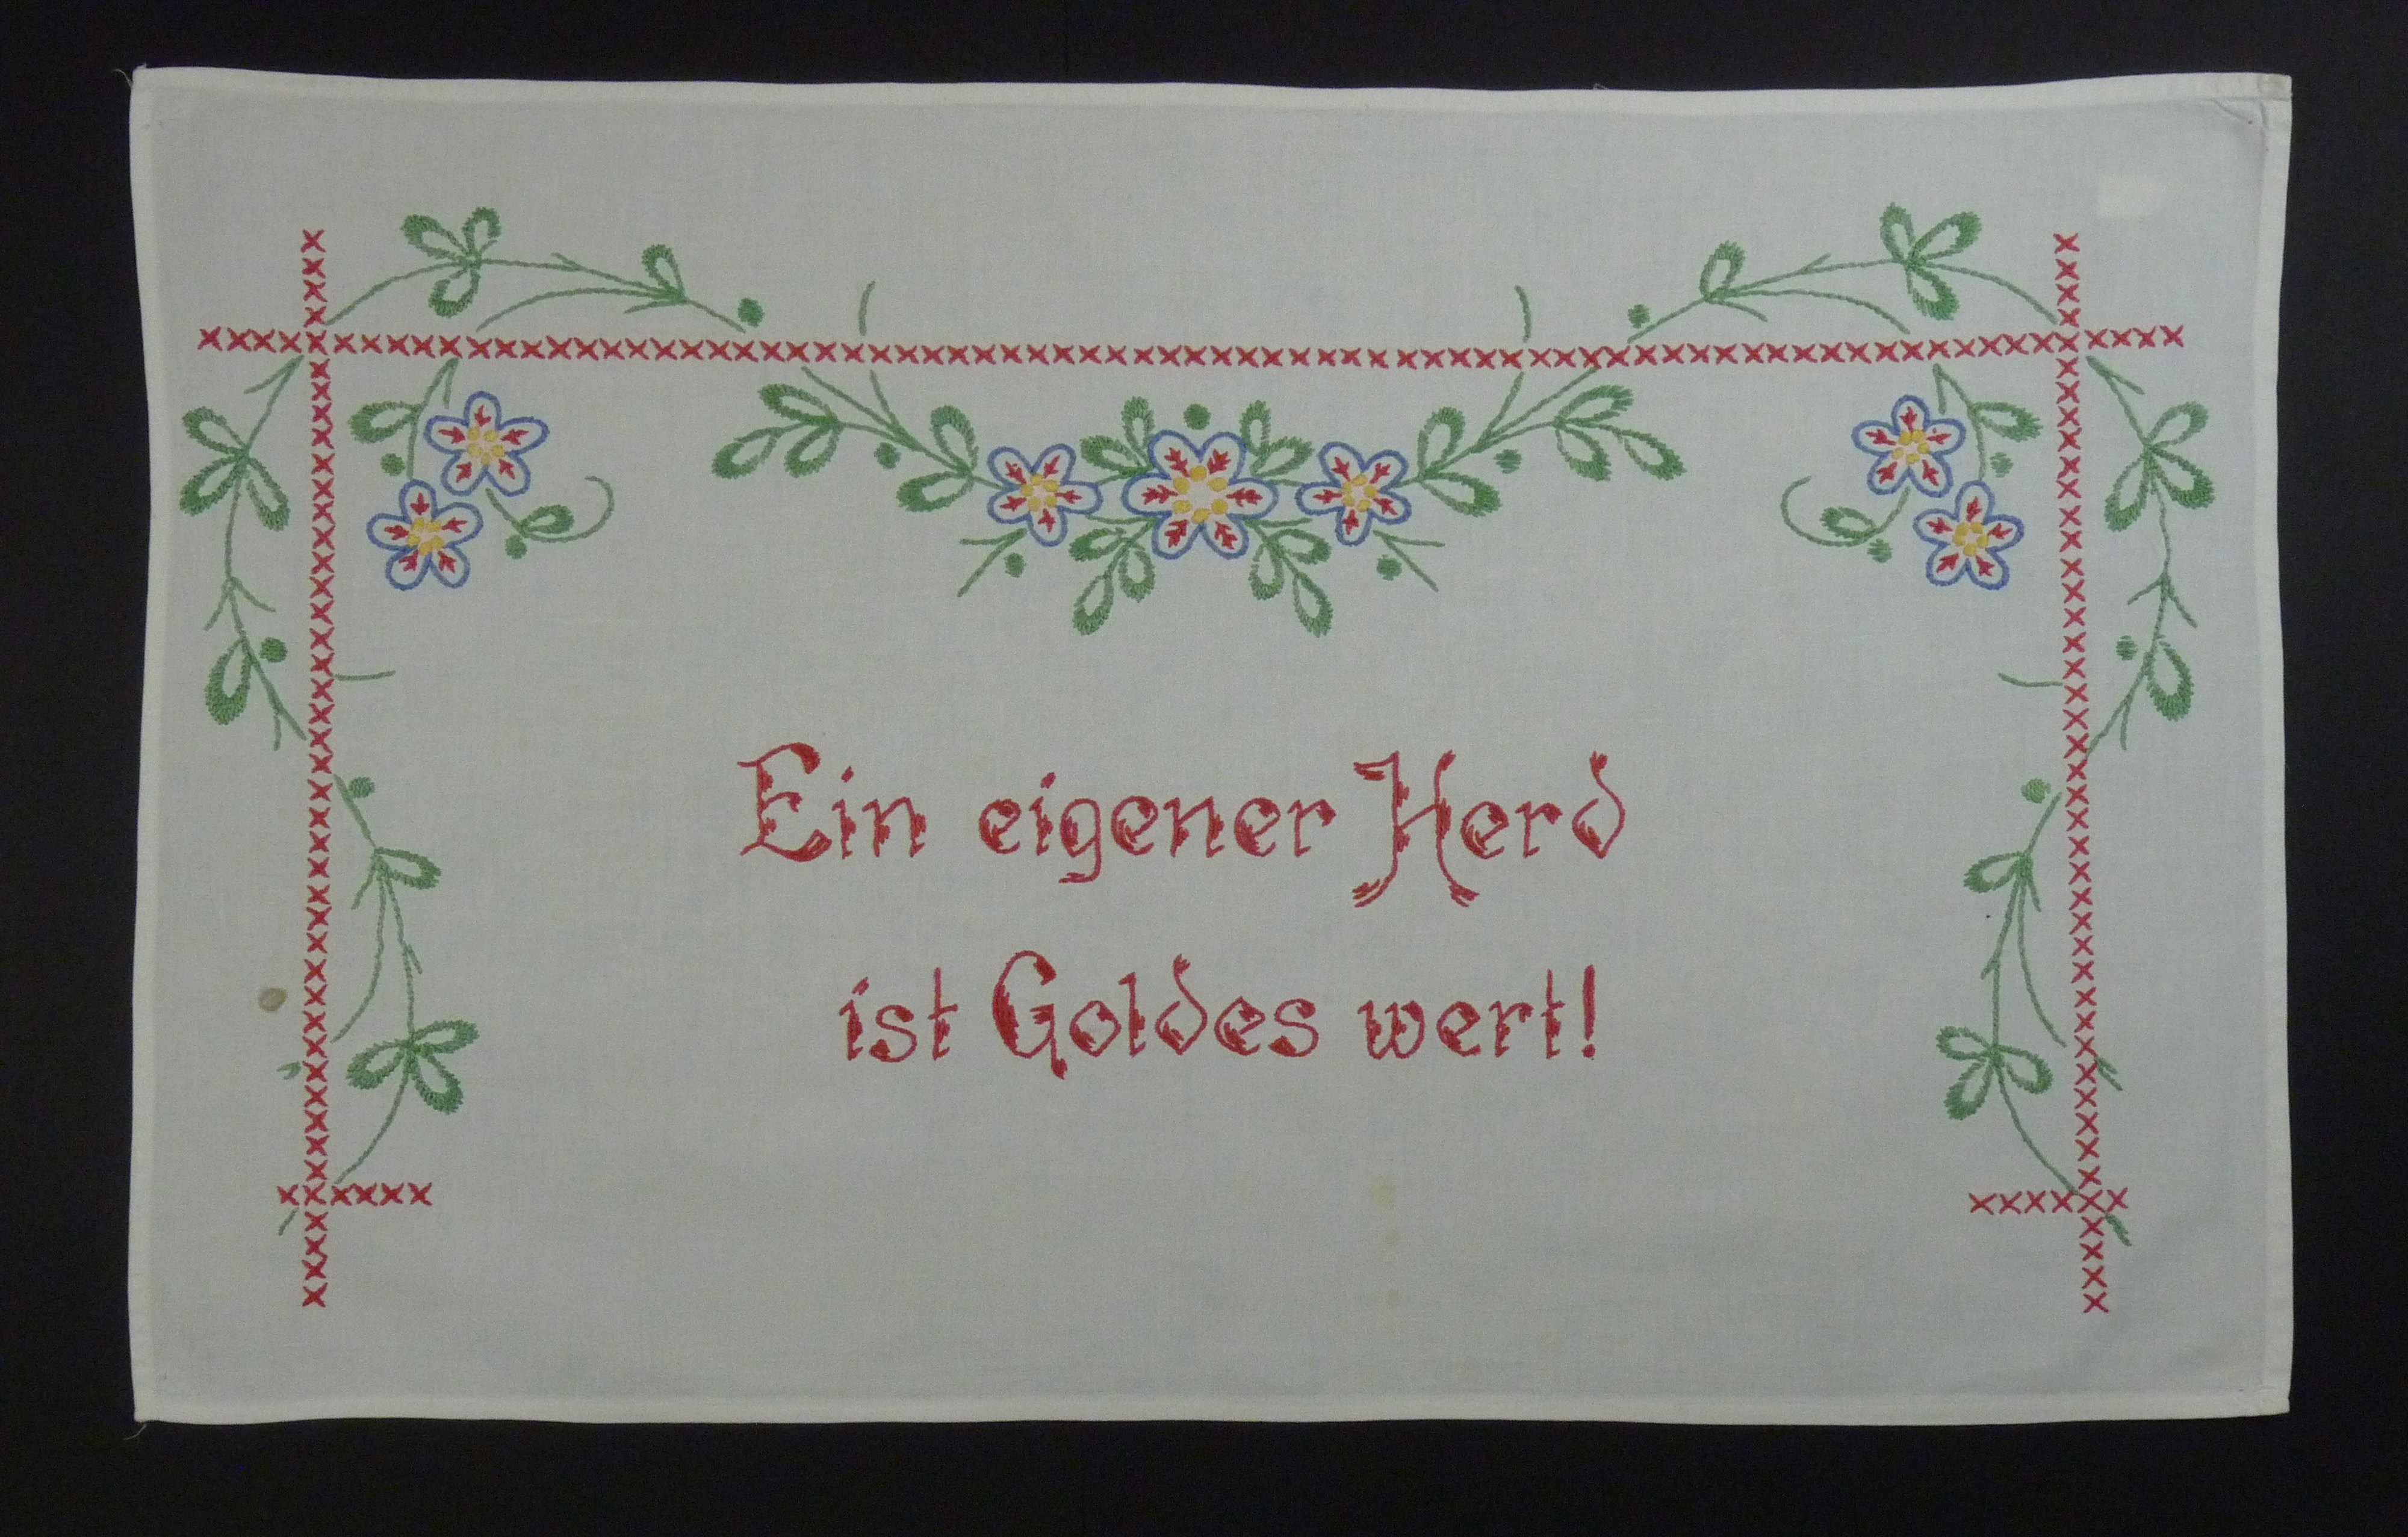 Ein eigener Herd
ist Goldes wert!